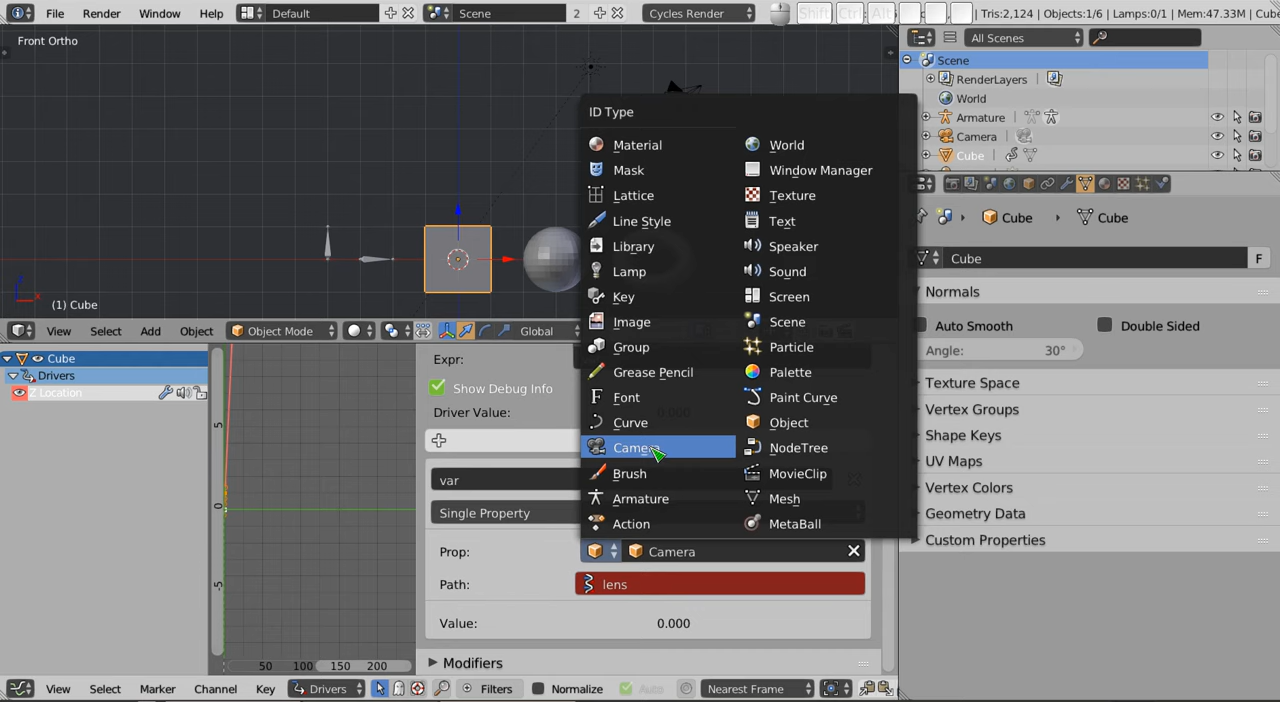 File Render Window Help Default Scene 2 Cycles Render Shift Ctrl Alt | Tris:2,124 | Objects:1/6 | Lamps:0/1 | Mem:47.33M | Cube
Front Ortho
All Scenes
Scene
RenderLayers
World
Armature
Camera
Cube
ID Type
Material
Mask
Lattice
Line Style
Library
Lamp
Key
Image
Group
Grease Pencil
Font
Curve
Camera
Brush
Armature
Action
World
Window Manager
Texture
Text
Speaker
Sound
Screen
Scene
Particle
Palette
Paint Curve
Object
NodeTree
MovieClip
Mesh
MetaBall
Cube Cube
Cube F
Normals
Auto Smooth Double Sided
Angle: 30°
Texture Space
Vertex Groups
Shape Keys
UV Maps
Vertex Colors
Geometry Data
Custom Properties
x
(1) Cube
View Select Add Object Object Mode Global
Cube
Drivers
Z Location
5
0
-5
50 100 150 200
Expr:
Show Debug Info
Driver Value: 0.000
var
Single Property
Prop: Camera
Path: lens
Value: 0.000
Modifiers
View Select Marker Channel Key Drivers Filters Normalize Auto Nearest Frame